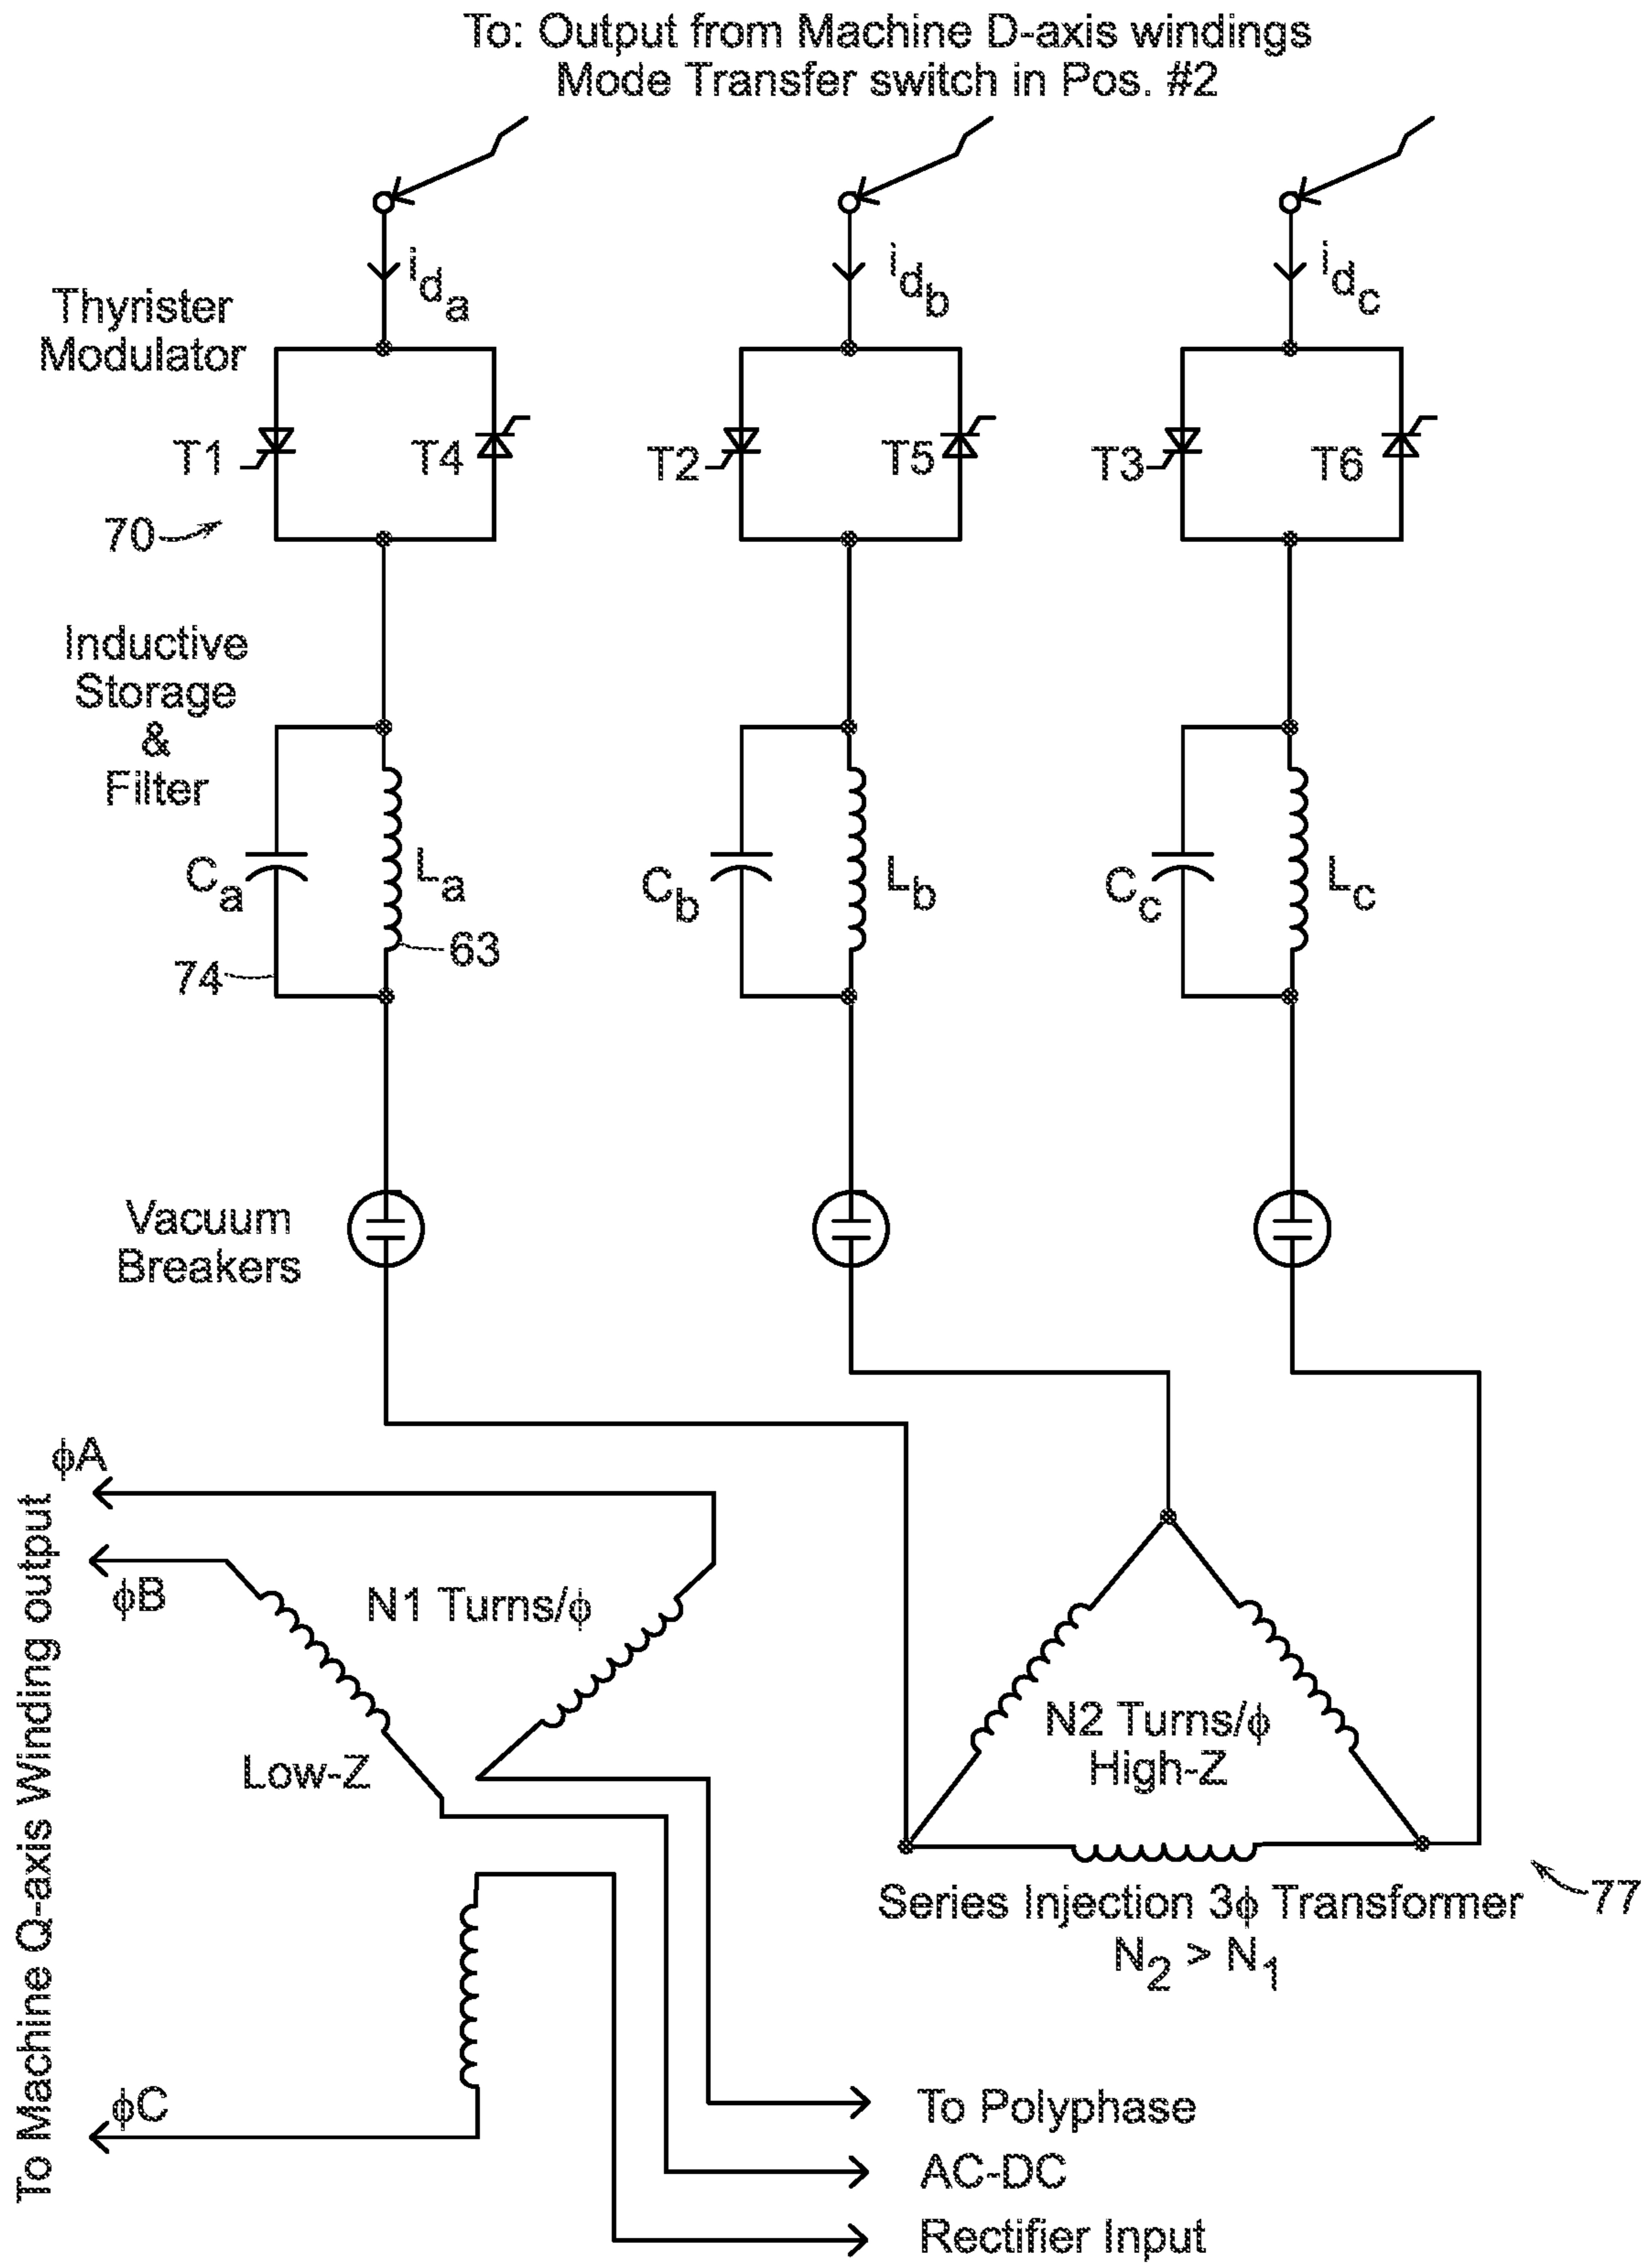 To: Output from Machine D-axis windings
Mode Transfer switch in Pos. #2
i d a
i d b
i d c
Thyrister
Modulator
T1
T4
T2
T5
T3
T6
70
Inductive
Storage
&
Filter
Ca
La
Cb
Lb
Cc
Lc
63
74
Vacuum
Breakers
ϕA
ϕB
N1 Turns/ϕ
Low-Z
ϕC
To Machine Q-axis Winding output
N2 Turns/ϕ
High-Z
Series Injection 3ϕ Transformer
N2 > N1
77
To Polyphase
AC-DC
Rectifier Input